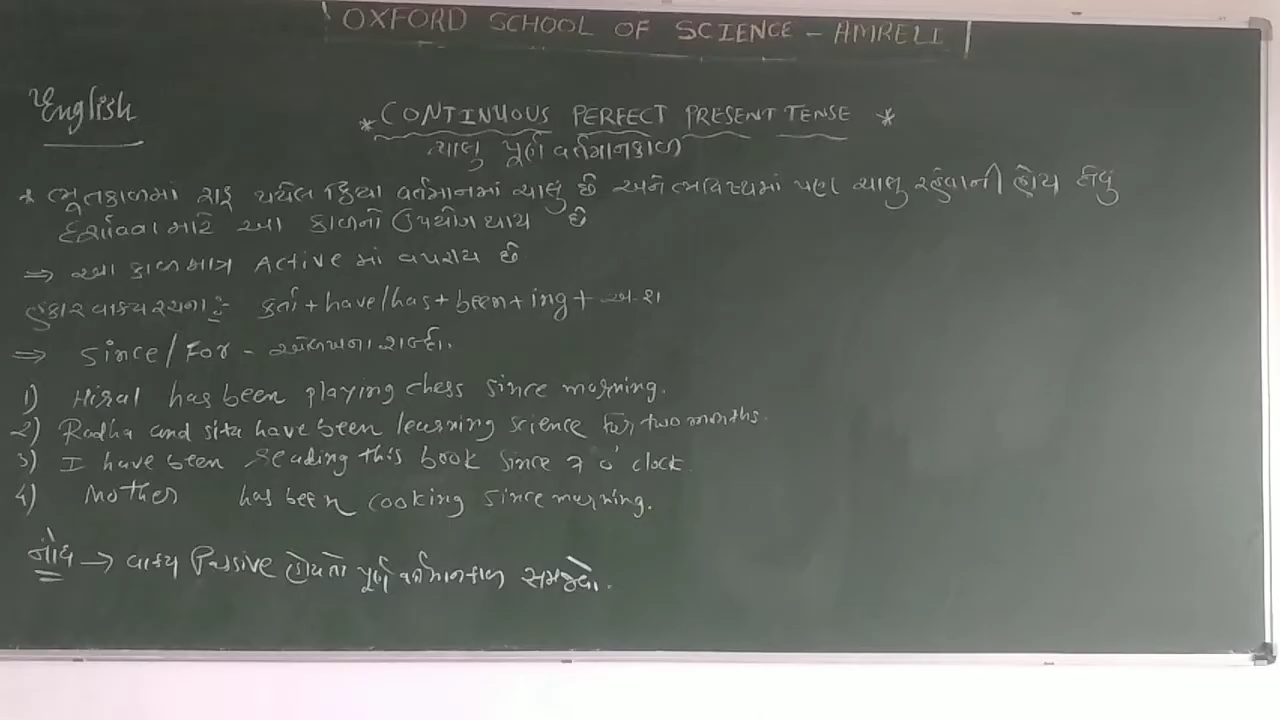 OXFORD SCHOOL OF SCIENCE - AMRELI
English
* CONTINUOUS PERFECT PRESENT TENSE *
ચાલુ પૂર્ણ વર્તમાનકાળ
* ભૂતકાળમાં શરૂ થયેલ ક્રિયા વર્તમાનમાં ચાલુ છે અને ભવિષ્યમાં પણ ચાલુ રહેવાની હોય તેવું
દર્શાવવા માટે આ કાળનો ઉપયોગ થાય છે
⇒ આ કાળ માત્ર Active માં વપરાય છે
હકાર વાક્ય રચના :- કર્તા + have/has + been + ing + અ.શ
⇒ Since/For - ઓળખના શબ્દો.
1) Hiral has been playing chess since morning.
2) Radha and sita have been learning science for two months.
3) I have been reading this book since 7 o'clock.
4) Mother has been cooking since morning.
નોંધ → વાક્ય Passive હોય તો પૂર્ણ વર્તમાનકાળ સમજવો.